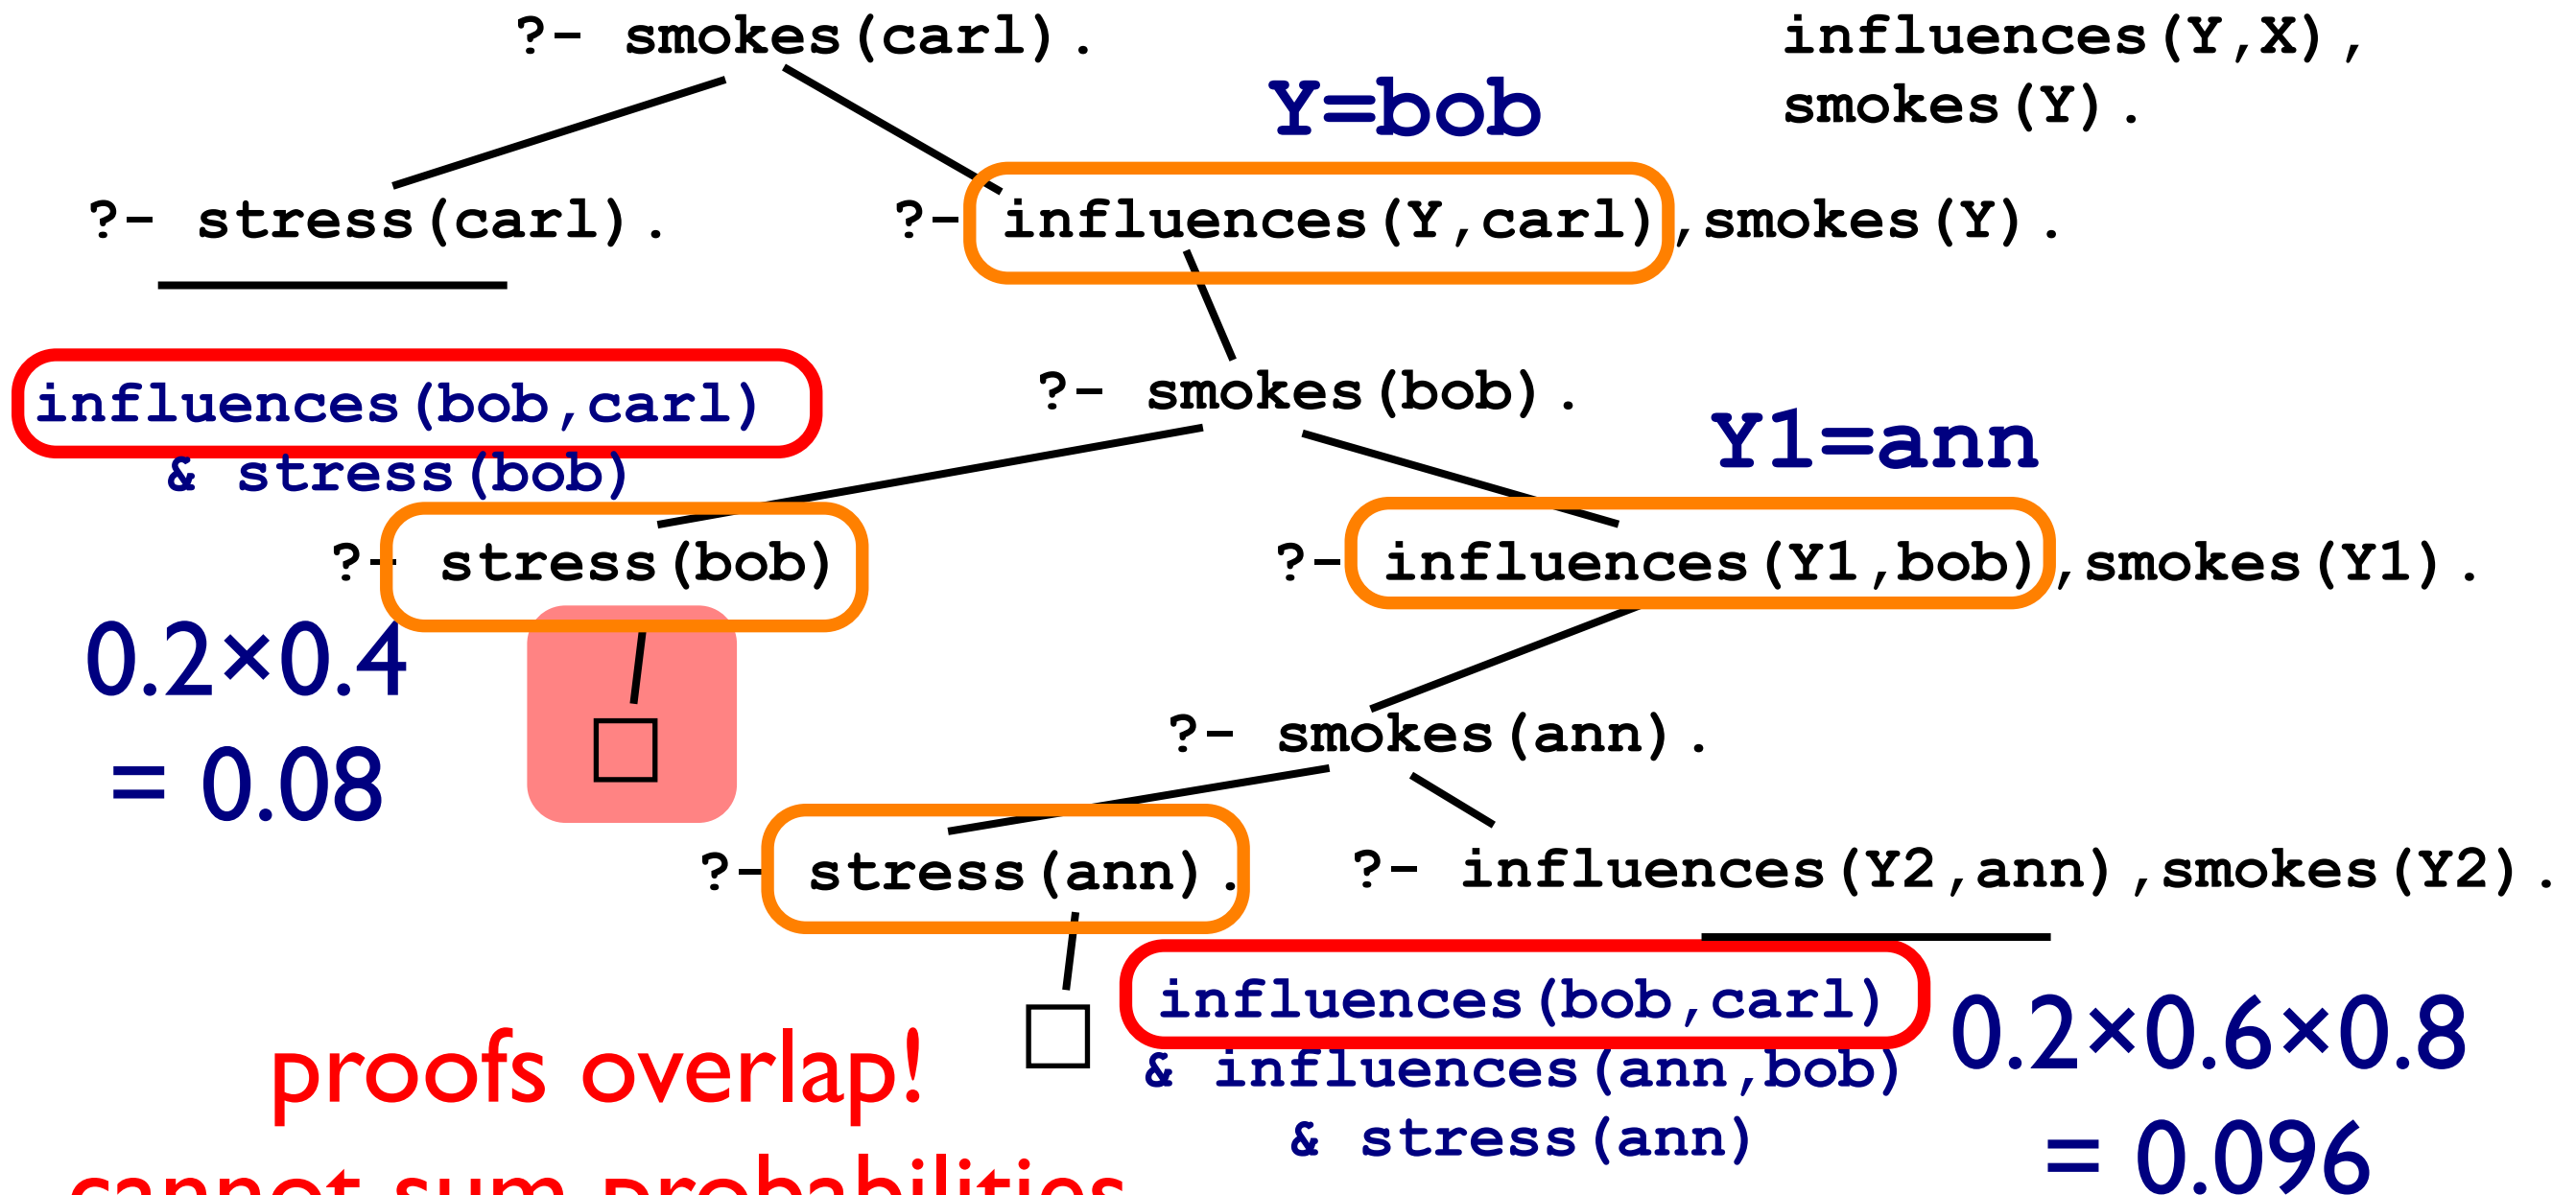 ?- smokes(carl).
influences(Y,X),
smokes(Y).
Y=bob
?- stress(carl).
?- influences(Y,carl),smokes(Y).
influences(bob,carl)
& stress(bob)
?- smokes(bob).
Y1=ann
?- stress(bob)
?- influences(Y1,bob),smokes(Y1).
0.2×0.4
= 0.08
?- smokes(ann).
?- stress(ann).
?- influences(Y2,ann),smokes(Y2).
influences(bob,carl)
& influences(ann,bob)
& stress(ann)
0.2×0.6×0.8
= 0.096
proofs overlap!
cannot sum probabilities